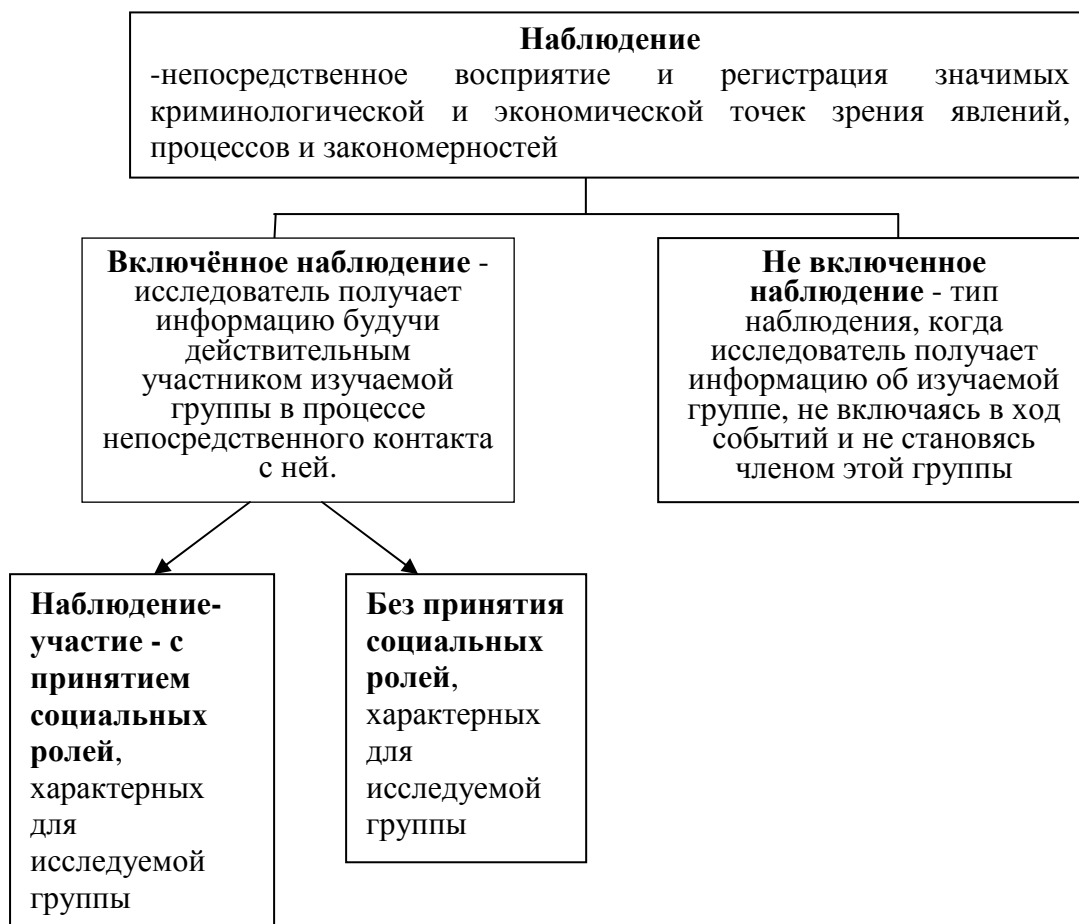 Наблюдение
-непосредственное восприятие и регистрация значимых
криминологической и экономической точек зрения явлений,
процессов и закономерностей
Включённое наблюдение -
исследователь получает
информацию будучи
действительным
участником изучаемой
группы в процессе
непосредственного контакта
с ней.
Не включенное
наблюдение - тип
наблюдения, когда
исследователь получает
информацию об изучаемой
группе, не включаясь в ход
событий и не становясь
членом этой группы
Наблюдение-
участие - с
принятием
социальных
ролей,
характерных
для
исследуемой
группы
Без принятия
социальных
ролей,
характерных
для
исследуемой
группы